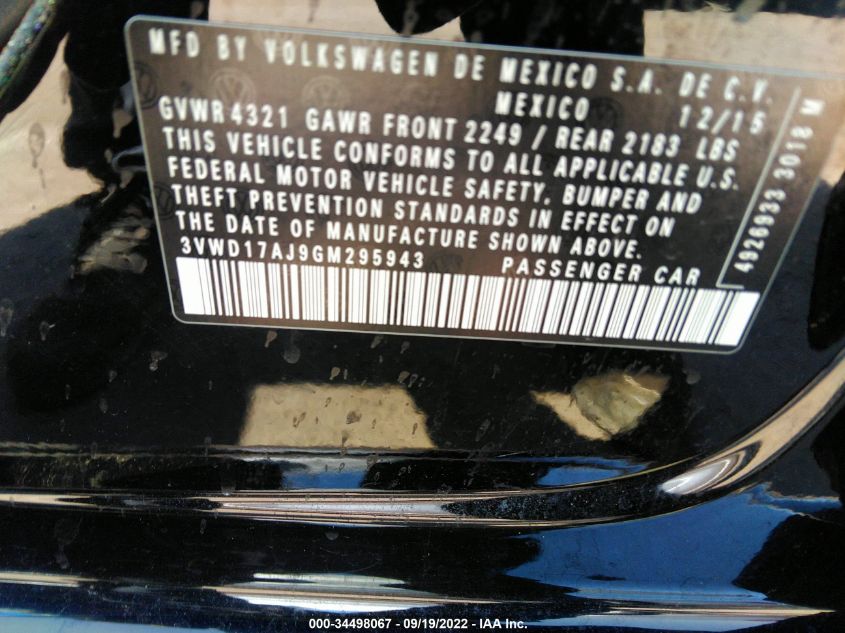 MFD BY VOLKSWAGEN DE MEXICO S.A. DE C.V.
MEXICO 12/15
GVWR 4321 GAWR FRONT 2249 / REAR 2183 LBS
THIS VEHICLE CONFORMS TO ALL APPLICABLE U.S.
FEDERAL MOTOR VEHICLE SAFETY, BUMPER AND
THEFT PREVENTION STANDARDS IN EFFECT ON
THE DATE OF MANUFACTURE SHOWN ABOVE.
3VWD17AJ9GM295943 PASSENGER CAR
4926933 3018 M
000-34498067 - 09/19/2022 - IAA Inc.